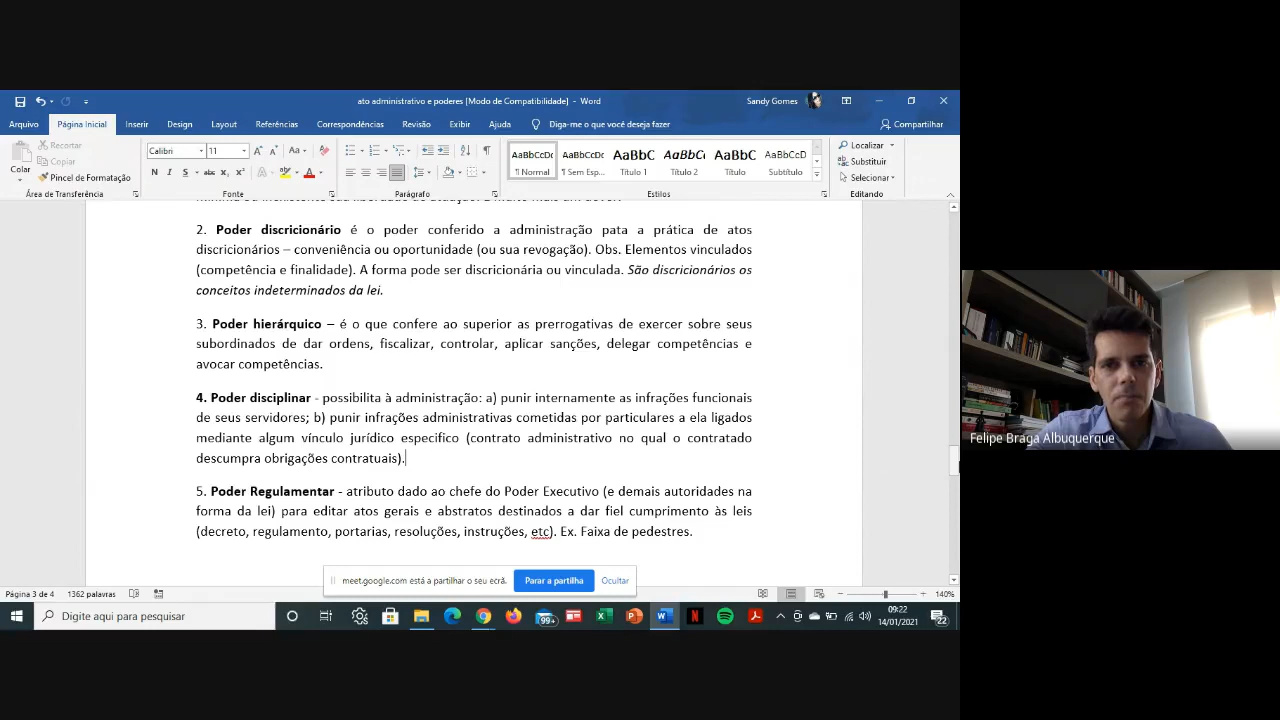 ato administrativo e poderes [Modo de Compatibilidade] - Word
Sandy Gomes
Arquivo Página Inicial Inserir Design Layout Referências Correspondências Revisão Exibir Ajuda Diga-me o que você deseja fazer Compartilhar
Recortar
Copiar
Pincel de Formatação
Colar
Área de Transferência
Calibri 11
N I S abc
Fonte
Parágrafo
AaBbCcDc AaBbCcDc AaBbC AaBbCc AaBbC AaBbCcD
¶ Normal ¶ Sem Esp... Título 1 Título 2 Título Subtítulo
Estilos
Localizar
Substituir
Selecionar
Editando
2. Poder discricionário é o poder conferido a administração pata a prática de atos
discricionários – conveniência ou oportunidade (ou sua revogação). Obs. Elementos vinculados
(competência e finalidade). A forma pode ser discricionária ou vinculada. São discricionários os
conceitos indeterminados da lei.
3. Poder hierárquico – é o que confere ao superior as prerrogativas de exercer sobre seus
subordinados de dar ordens, fiscalizar, controlar, aplicar sanções, delegar competências e
avocar competências.
4. Poder disciplinar - possibilita à administração: a) punir internamente as infrações funcionais
de seus servidores; b) punir infrações administrativas cometidas por particulares a ela ligados
mediante algum vínculo jurídico especifico (contrato administrativo no qual o contratado
descumpra obrigações contratuais).
5. Poder Regulamentar - atributo dado ao chefe do Poder Executivo (e demais autoridades na
forma da lei) para editar atos gerais e abstratos destinados a dar fiel cumprimento às leis
(decreto, regulamento, portarias, resoluções, instruções, etc). Ex. Faixa de pedestres.
meet.google.com está a partilhar o seu ecrã. Parar a partilha Ocultar
Página 3 de 4 1362 palavras 140%
Digite aqui para pesquisar
99+
09:22
14/01/2021
22
Felipe Braga Albuquerque